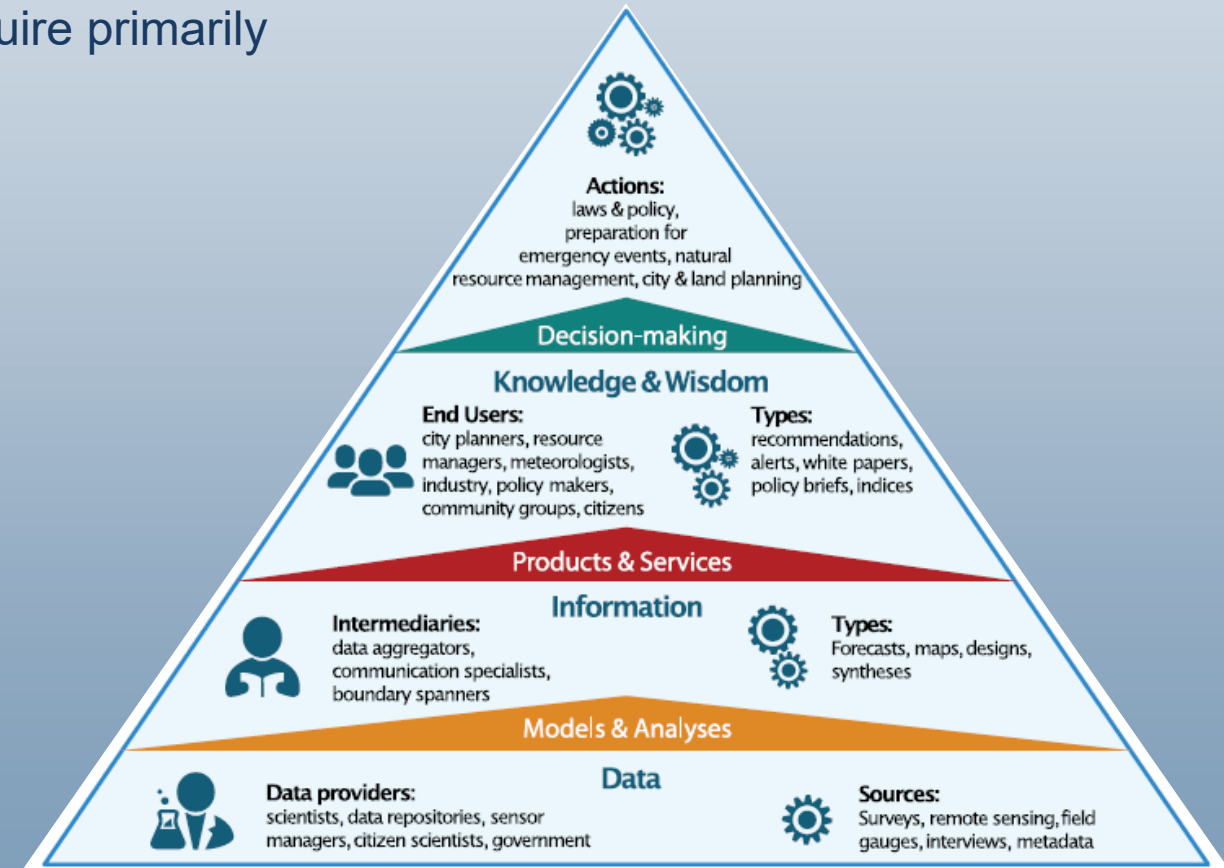 uire primarily
Actions:
laws & policy,
preparation for
emergency events, natural
resource management, city & land planning
Decision-making
Knowledge & Wisdom
End Users:
city planners, resource
managers, meteorologists,
industry, policy makers,
community groups, citizens
Types:
recommendations,
alerts, white papers,
policy briefs, indices
Products & Services
Information
Intermediaries:
data aggregators,
communication specialists,
boundary spanners
Types:
Forecasts, maps, designs,
syntheses
Models & Analyses
Data
Data providers:
scientists, data repositories, sensor
managers, citizen scientists, government
Sources:
Surveys, remote sensing, field
gauges, interviews, metadata